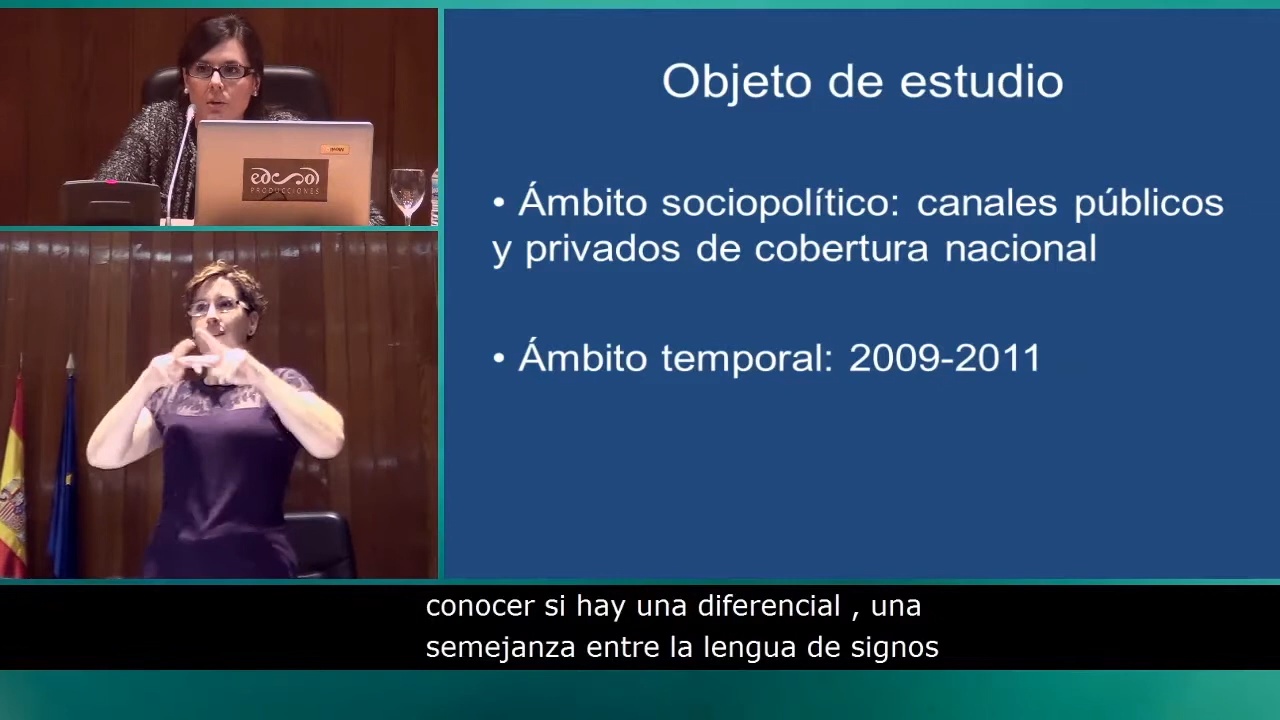 Objeto de estudio
• Ámbito sociopolítico: canales públicos
y privados de cobertura nacional
• Ámbito temporal: 2009-2011
PRODUCCIONES
conocer si hay una diferencial , una
semejanza entre la lengua de signos